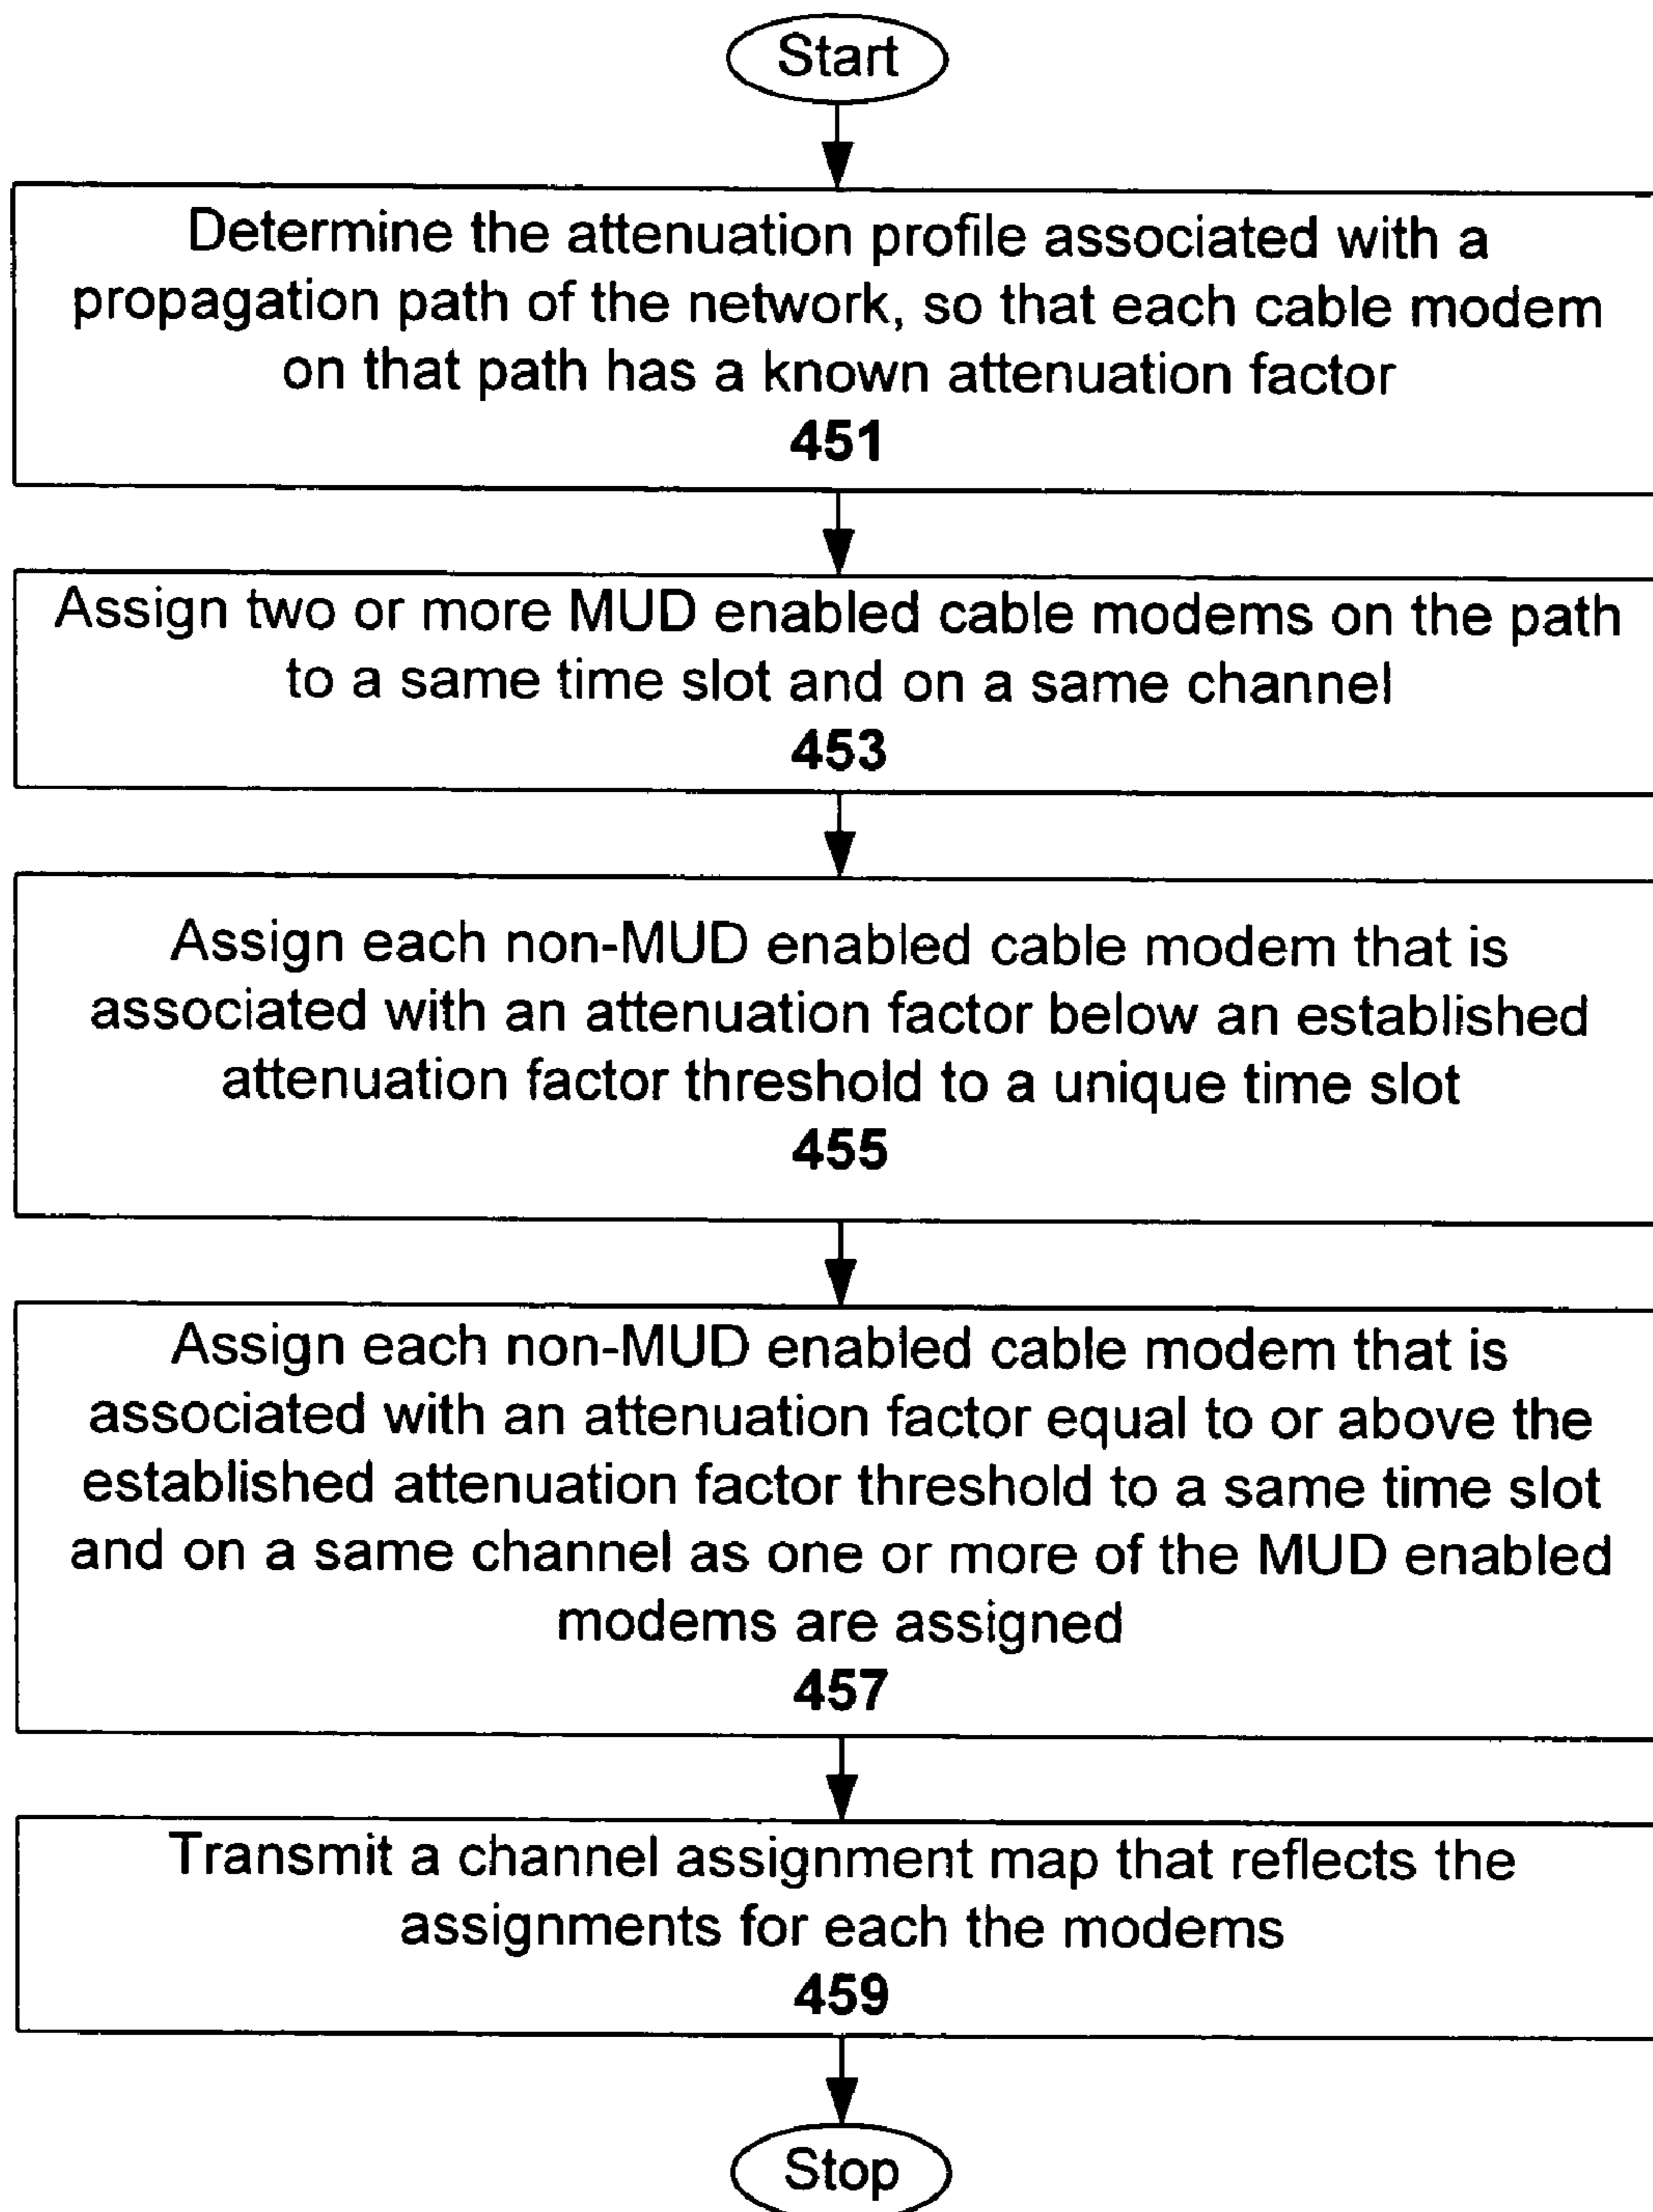 Start
Determine the attenuation profile associated with a
propagation path of the network, so that each cable modem
on that path has a known attenuation factor
451
Assign two or more MUD enabled cable modems on the path
to a same time slot and on a same channel
453
Assign each non-MUD enabled cable modem that is
associated with an attenuation factor below an established
attenuation factor threshold to a unique time slot
455
Assign each non-MUD enabled cable modem that is
associated with an attenuation factor equal to or above the
established attenuation factor threshold to a same time slot
and on a same channel as one or more of the MUD enabled
modems are assigned
457
Transmit a channel assignment map that reflects the
assignments for each the modems
459
Stop